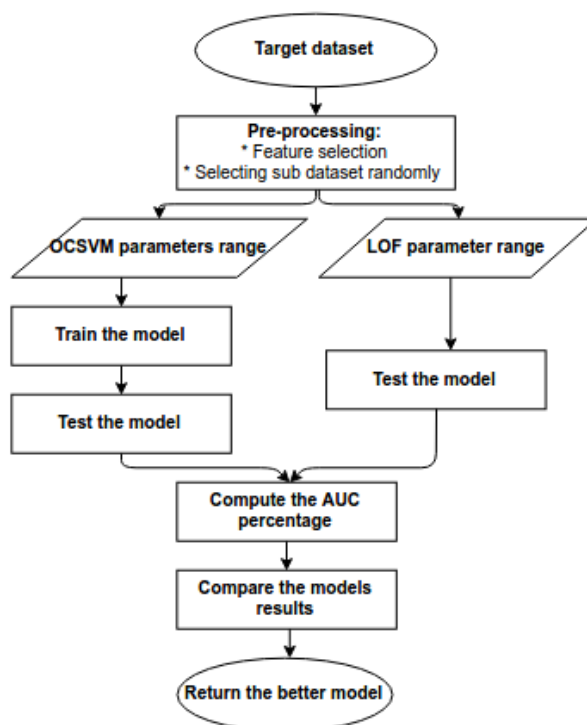 Target dataset
Pre-processing:
* Feature selection
* Selecting sub dataset randomly
OCSVM parameters range
LOF parameter range
Train the model
Test the model
Test the model
Compute the AUC
percentage
Compare the models
results
Return the better model